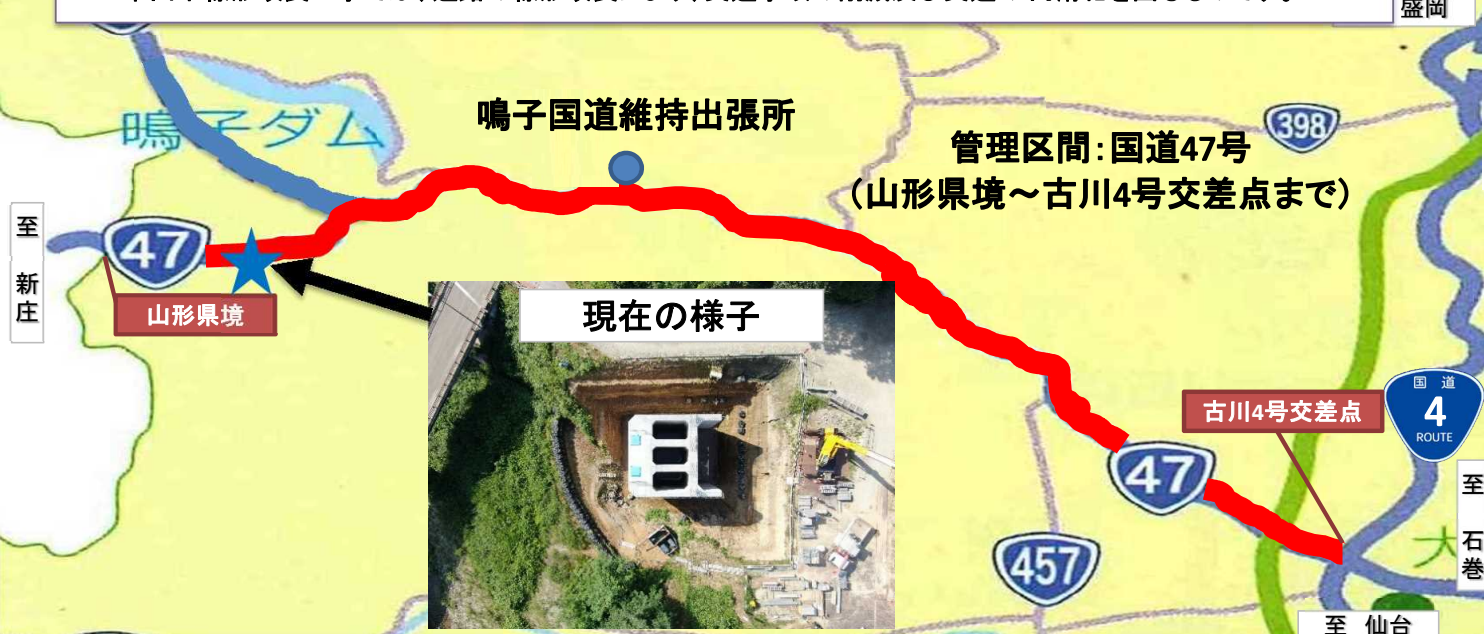 盛岡
鳴子ダム
鳴子国道維持出張所
398
管理区間:国道47号
(山形県境~古川4号交差点まで)
至 新庄
47
山形県境
現在の様子
国道
4
ROUTE
古川4号交差点
47
457
至 石巻
大
至 仙台